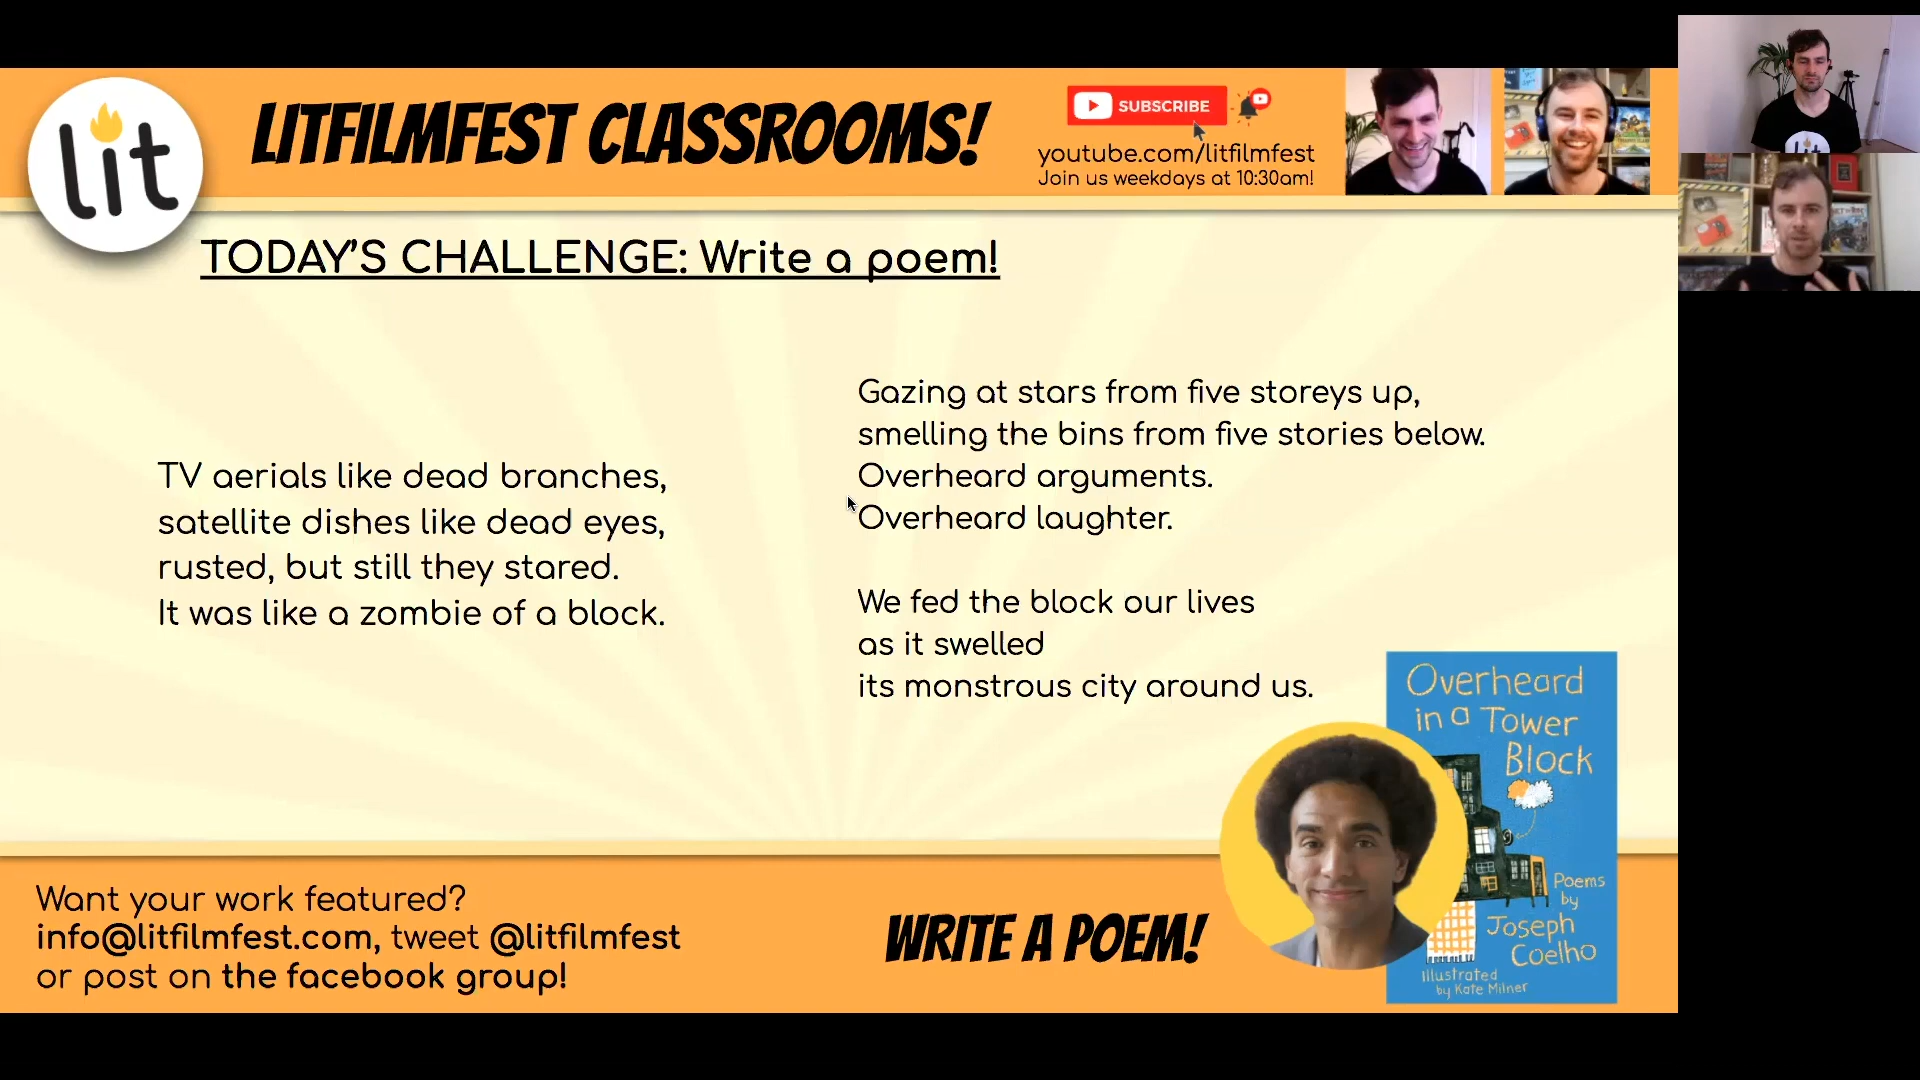 lit
LITFILMFEST CLASSROOMS!
SUBSCRIBE
youtube.com/litfilmfest
Join us weekdays at 10:30am!
TODAY'S CHALLENGE: Write a poem!
TV aerials like dead branches,
satellite dishes like dead eyes,
rusted, but still they stared.
It was like a zombie of a block.
Gazing at stars from five storeys up,
smelling the bins from five stories below.
Overheard arguments.
Overheard laughter.
We fed the block our lives
as it swelled
its monstrous city around us.
Overheard
in a Tower
Block
Poems
by
Joseph
Coelho
Illustrated
by Kate Milner
Want your work featured?
info@litfilmfest.com, tweet @litfilmfest
or post on the facebook group!
WRITE A POEM!